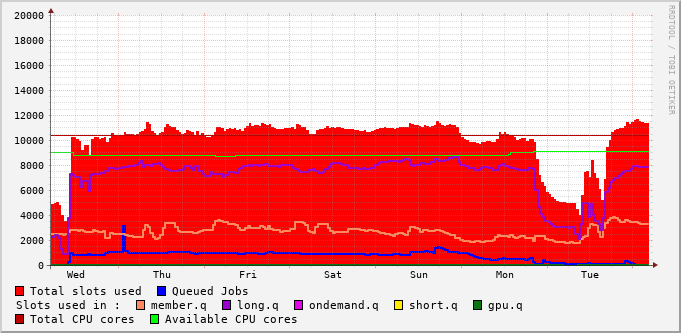 20000
18000
16000
14000
12000
10000
8000
6000
4000
2000
0
Wed Thu Fri Sat Sun Mon Tue
RRDTOOL / TOBI OETIKER
Total slots used Queued Jobs
Slots used in : member.q long.q ondemand.q short.q gpu.q
Total CPU cores Available CPU cores